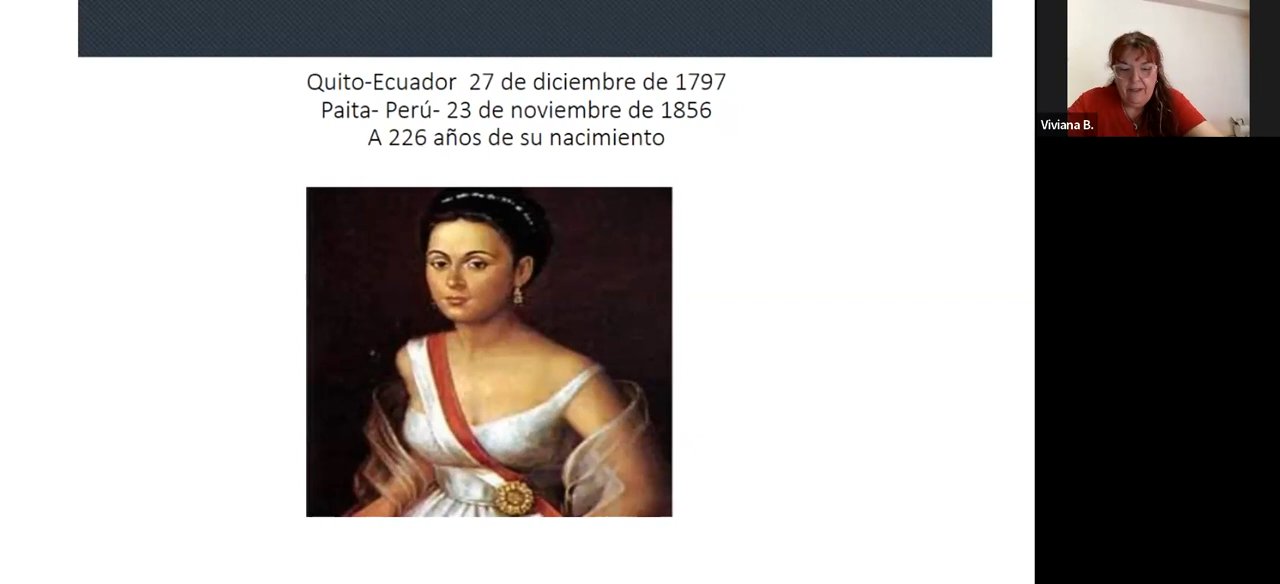 Quito-Ecuador  27 de diciembre de 1797
Paita- Perú- 23 de noviembre de 1856
A 226 años de su nacimiento
Viviana B.